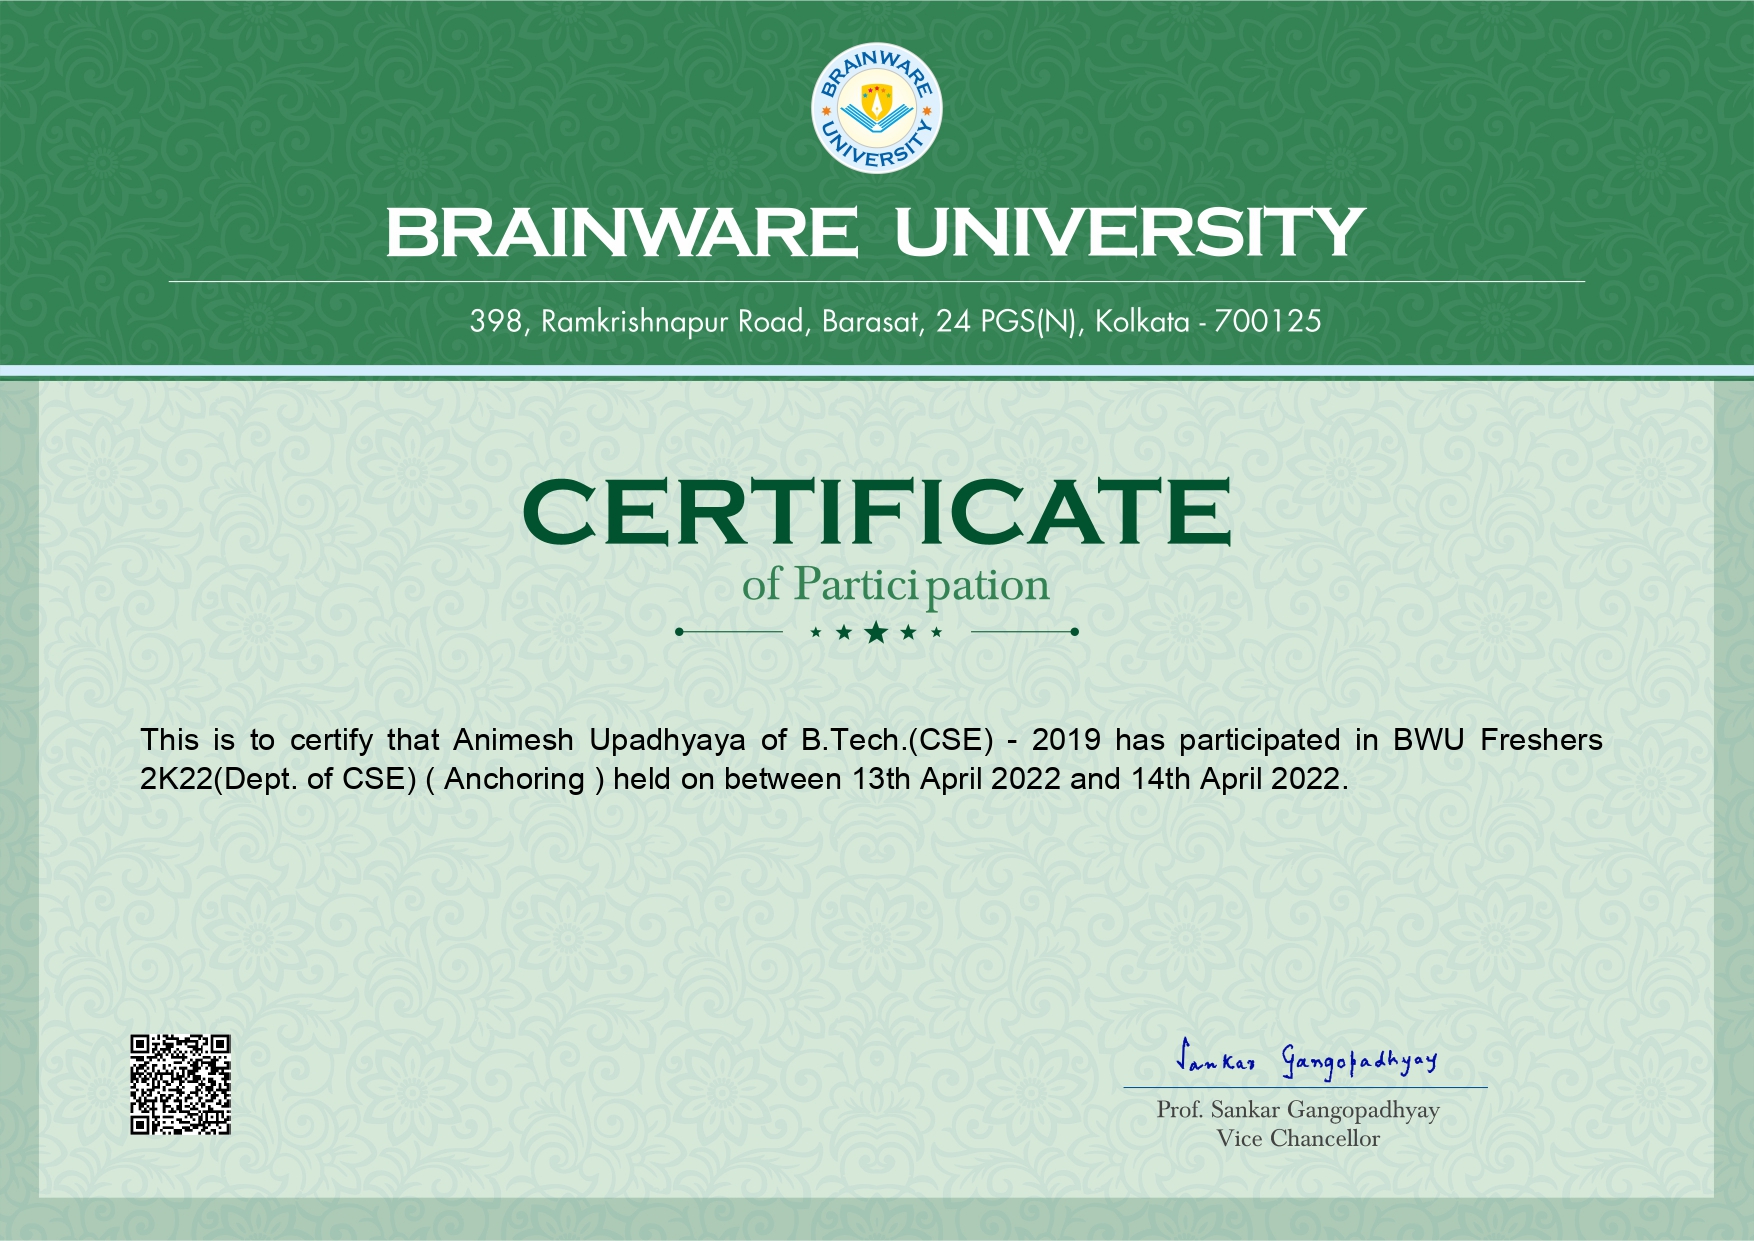 BRAINWARE
UNIVERSITY
BRAINWARE UNIVERSITY
398, Ramkrishnapur Road, Barasat, 24 PGS(N), Kolkata - 700125
CERTIFICATE
of Participation
This is to certify that Animesh Upadhyaya of B.Tech.(CSE) - 2019 has participated in BWU Freshers
2K22(Dept. of CSE) ( Anchoring ) held on between 13th April 2022 and 14th April 2022.
Sankar Gangopadhyay
Prof. Sankar Gangopadhyay
Vice Chancellor